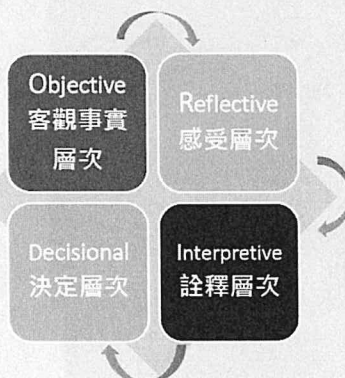 Objective
客觀事實
層次
Reflective
感受層次
Decisional
決定層次
Interpretive
詮釋層次